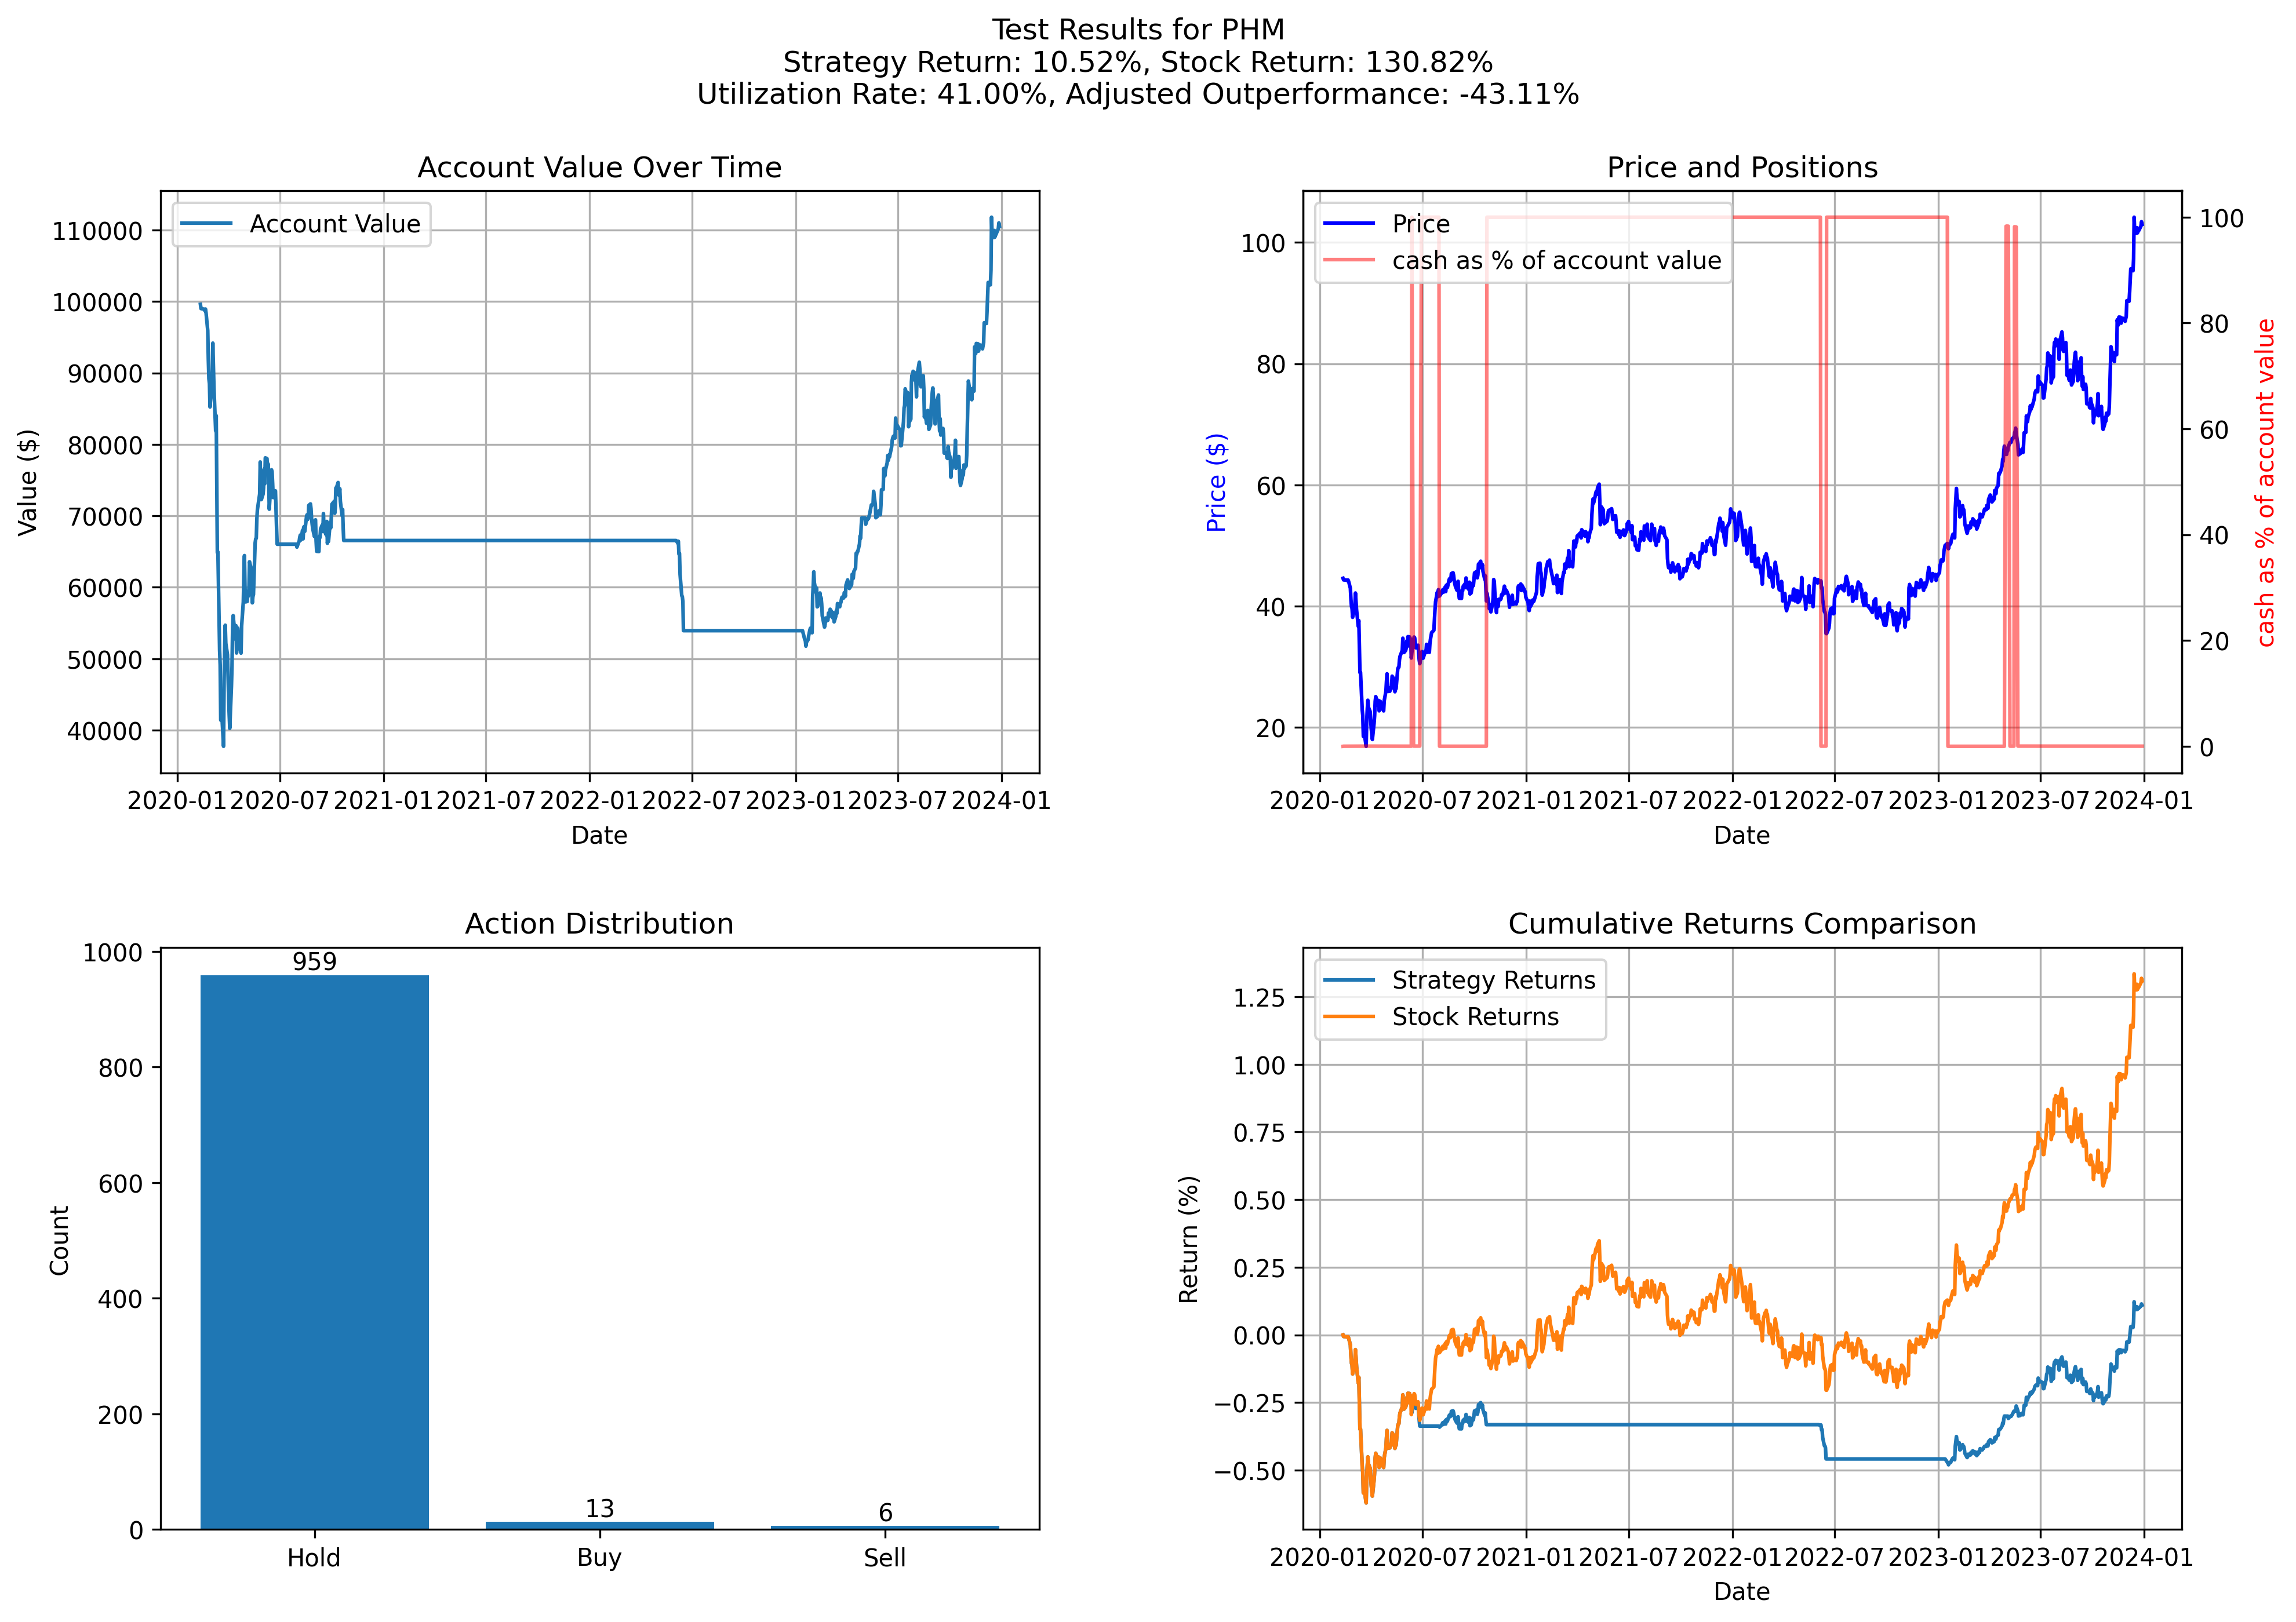 Test Results for PHM
Strategy Return: 10.52%, Stock Return: 130.82%
Utilization Rate: 41.00%, Adjusted Outperformance: -43.11%
Account Value Over Time
Account Value
110000
100000
90000
80000
70000
60000
50000
40000
Value ($)
2020-01 2020-07 2021-01 2021-07 2022-01 2022-07 2023-01 2023-07 2024-01
Date
Price and Positions
Price
cash as % of account value
100
80
60
40
20
Price ($)
100
80
60
40
20
0
cash as % of account value
2020-01 2020-07 2021-01 2021-07 2022-01 2022-07 2023-01 2023-07 2024-01
Date
Action Distribution
1000
800
600
400
200
0
Count
959
13
6
Hold Buy Sell
Cumulative Returns Comparison
Strategy Returns
Stock Returns
1.25
1.00
0.75
0.50
0.25
0.00
−0.25
−0.50
Return (%)
2020-01 2020-07 2021-01 2021-07 2022-01 2022-07 2023-01 2023-07 2024-01
Date